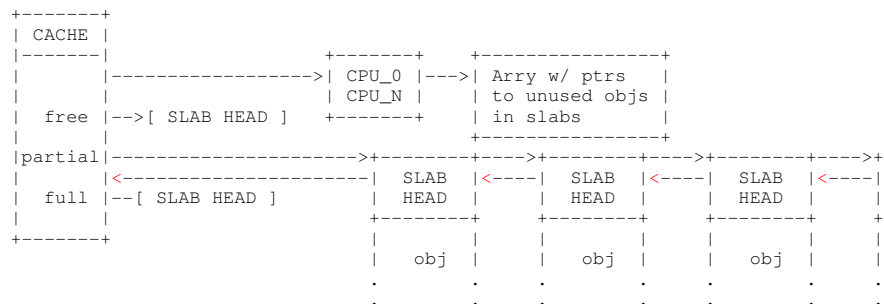 +-------+
| CACHE |
|-------|                       +-------+    +----------------+
|       |------------------>| CPU_0 |--->| Arry w/ ptrs   |
|       |                   | CPU_N |    | to unused objs |
| free  |-->[ SLAB HEAD ]   +-------+    | in slabs       |
|       |                                +----------------+
|partial|----------------------->+--------+---->+--------+---->+--------+---->+
|       |<-----------------------|  SLAB  |<----|  SLAB  |<----|  SLAB  |<----|
| full  |--[ SLAB HEAD ]         |  HEAD  |     |  HEAD  |     |  HEAD  |     |
|       |                        +--------+     +--------+     +--------+     +
+-------+                        |        |     |        |     |        |     |
|   obj  |     |   obj  |     |   obj  |     |
.        .     .        .     .        .     .
.        .     .        .     .        .     .